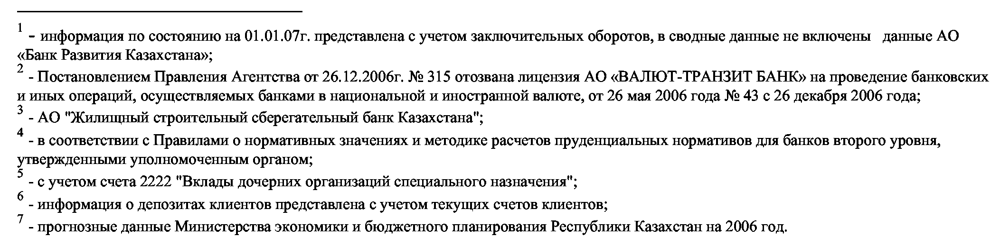 1 - информация по состоянию на 01.01.07г. представлена с учетом заключительных оборотов, в сводные данные не включены данные АО
«Банк Развития Казахстана»;
2 - Постановлением Правления Агентства от 26.12.2006г. № 315 отозвана лицензия АО «ВАЛЮТ-ТРАНЗИТ БАНК» на проведение банковских
и иных операций, осуществляемых банками в национальной и иностранной валюте, от 26 мая 2006 года № 43 с 26 декабря 2006 года;
3 - АО "Жилищный строительный сберегательный банк Казахстана";
4 - в соответствии с Правилами о нормативных значениях и методике расчетов пруденциальных нормативов для банков второго уровня,
утвержденными уполномоченным органом;
5 - с учетом счета 2222 "Вклады дочерних организаций специального назначения";
6 - информация о депозитах клиентов представлена с учетом текущих счетов клиентов;
7 - прогнозные данные Министерства экономики и бюджетного планирования Республики Казахстан на 2006 год.